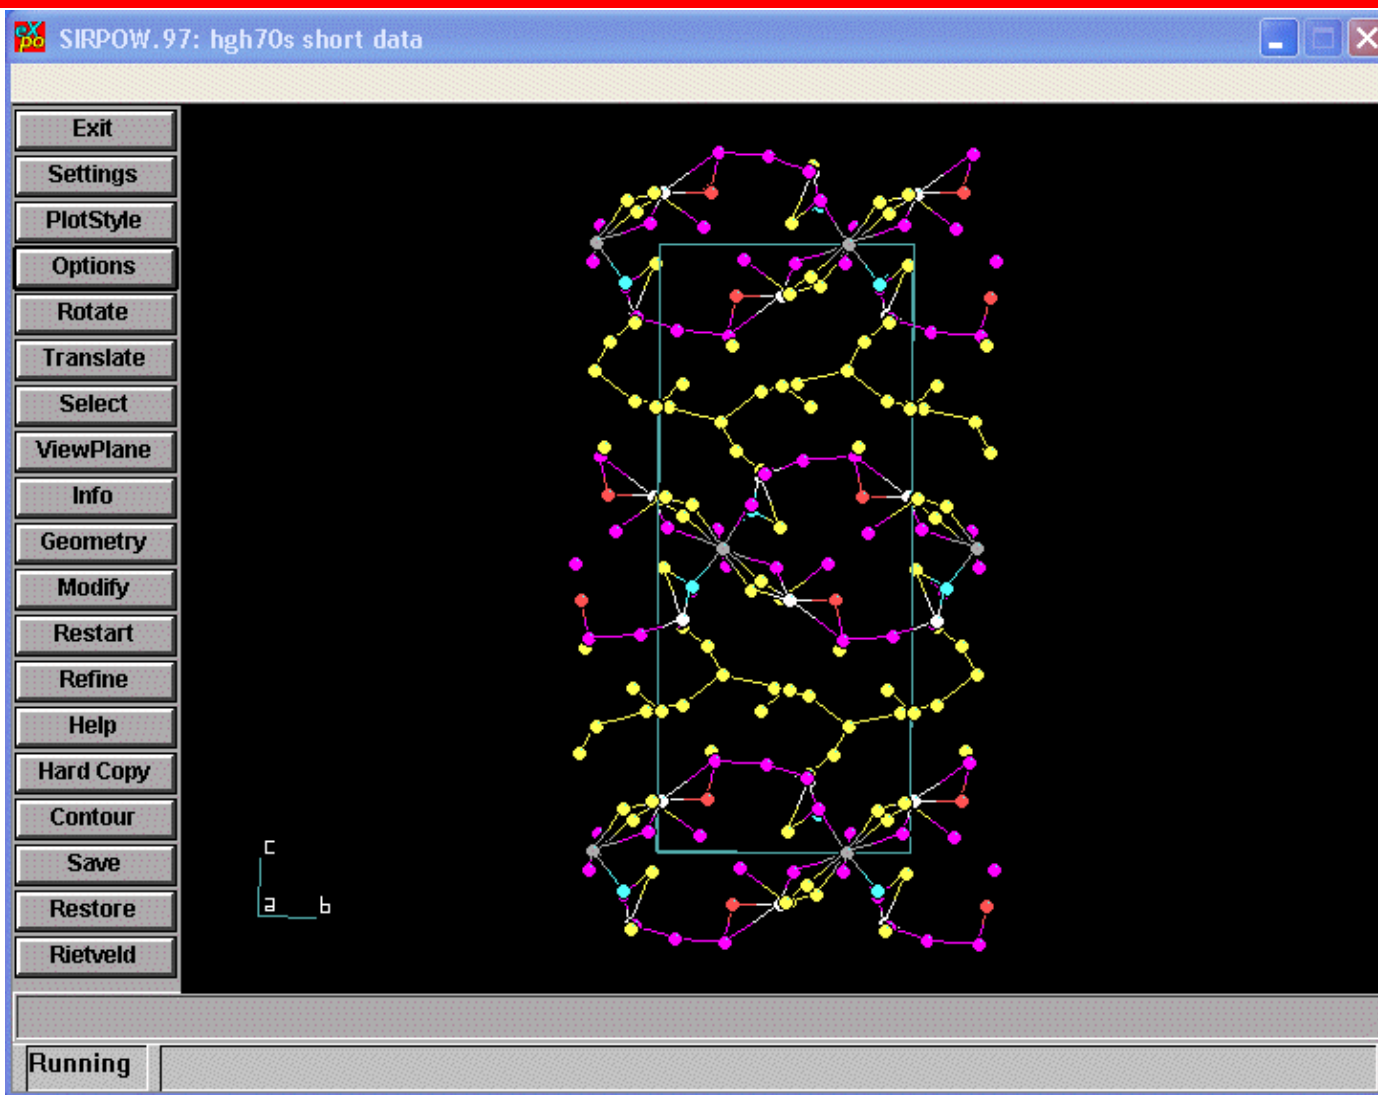 expo SIRPOW.97: hgh70s short data
Exit
Settings
PlotStyle
Options
Rotate
Translate
Select
ViewPlane
Info
Geometry
Modify
Restart
Refine
Help
Hard Copy
Contour
Save
Restore
Rietveld
c
a b
Running